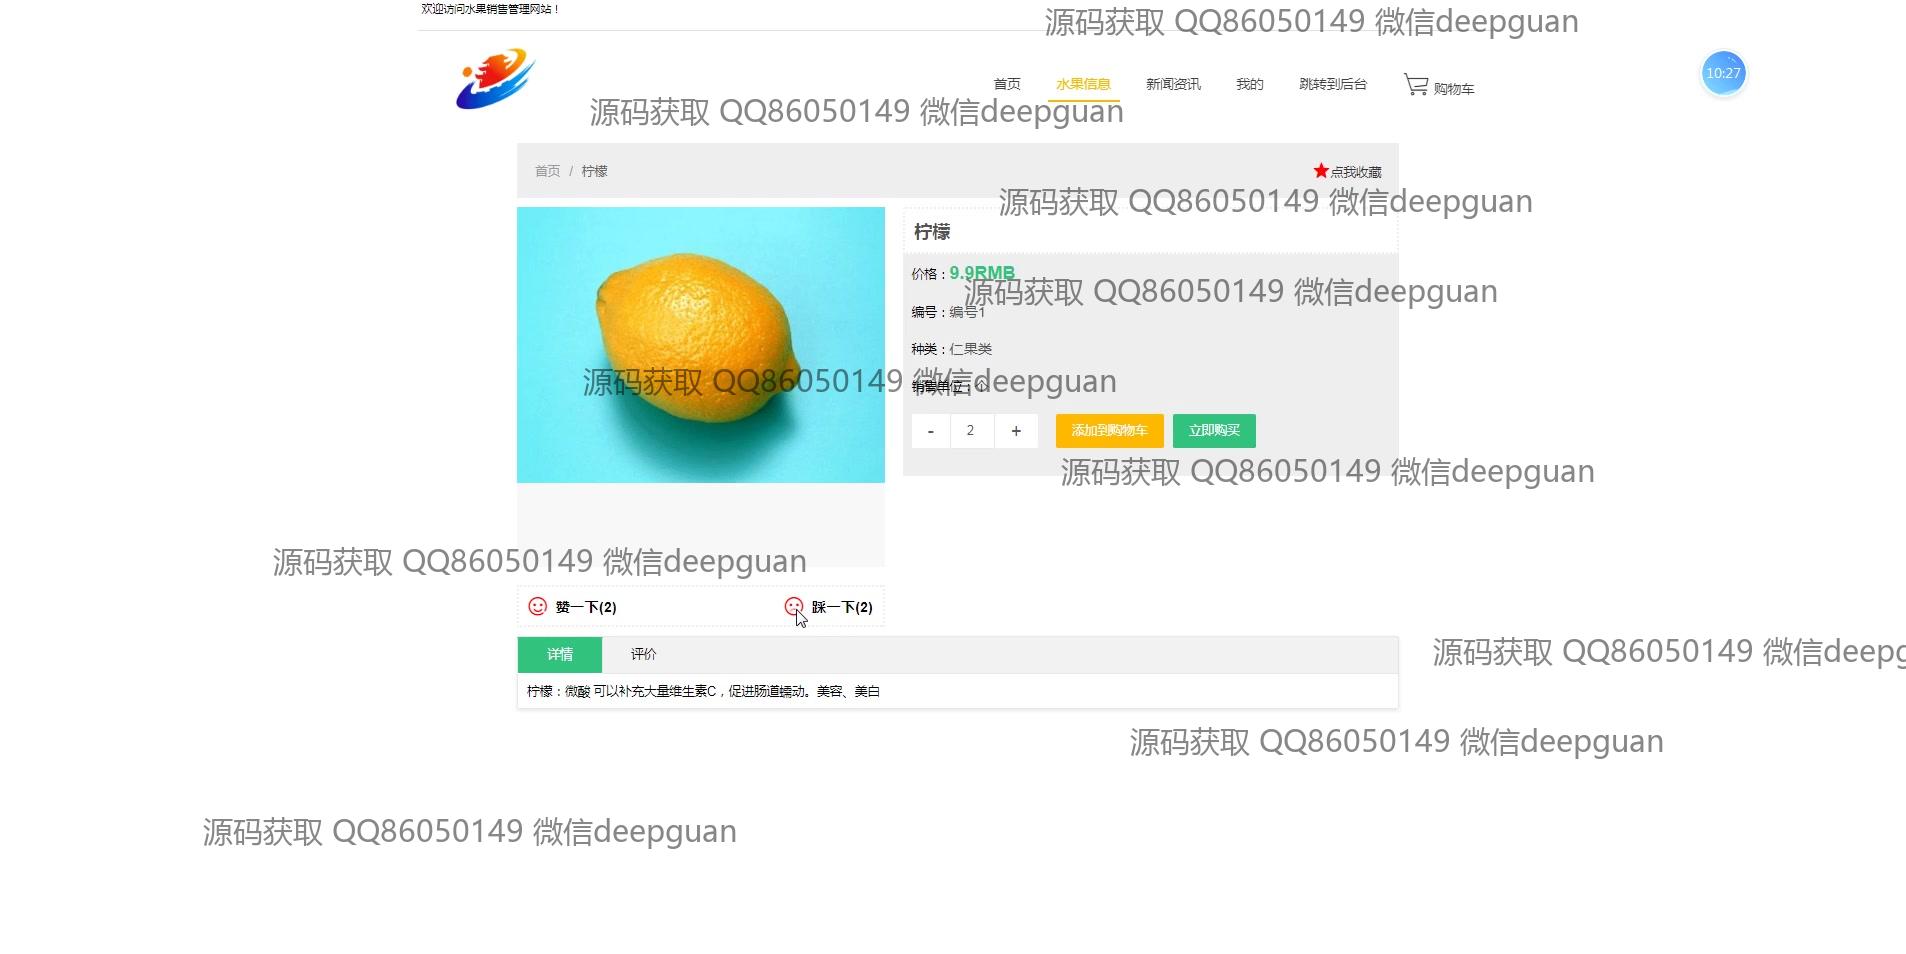 欢迎访问水果销售管理网站！
源码获取 QQ86050149 微信deepguan
首页 水果信息 新闻资讯 我的 跳转到后台 购物车
10:27
源码获取 QQ86050149 微信deepguan
首页 / 柠檬
点我收藏
源码获取 QQ86050149 微信deepguan
柠檬
价格：9.9RMB
源码获取 QQ86050149 微信deepguan
编号：编号1
种类：仁果类
源码获取 QQ86050149 微信deepguan
销售单位：个
- 2 + 添加到购物车 立即购买
源码获取 QQ86050149 微信deepguan
源码获取 QQ86050149 微信deepguan
赞一下(2) 踩一下(2)
详情 评价
源码获取 QQ86050149 微信deepg
柠檬：微酸 可以补充大量维生素C，促进肠道蠕动。美容、美白
源码获取 QQ86050149 微信deepguan
源码获取 QQ86050149 微信deepguan